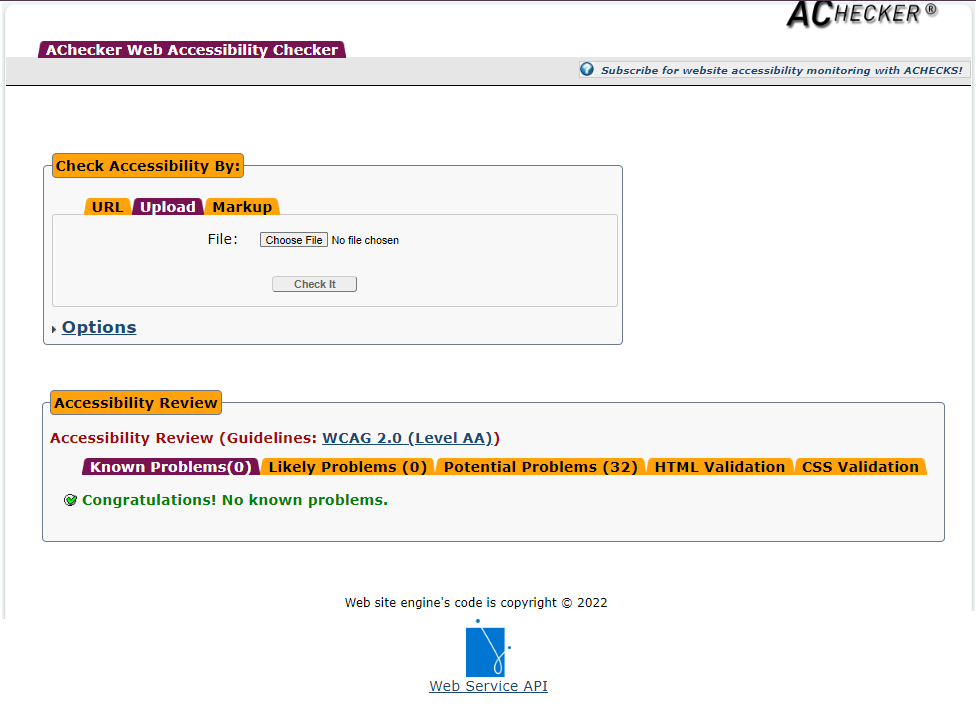 ACHECKER ®
AChecker Web Accessibility Checker
Subscribe for website accessibility monitoring with ACHECKS!
Check Accessibility By:
URL Upload Markup
File: Choose File No file chosen
Check It
Options
Accessibility Review
Accessibility Review (Guidelines: WCAG 2.0 (Level AA))
Known Problems(0) Likely Problems (0) Potential Problems (32) HTML Validation CSS Validation
Congratulations! No known problems.
Web site engine's code is copyright © 2022
Web Service API